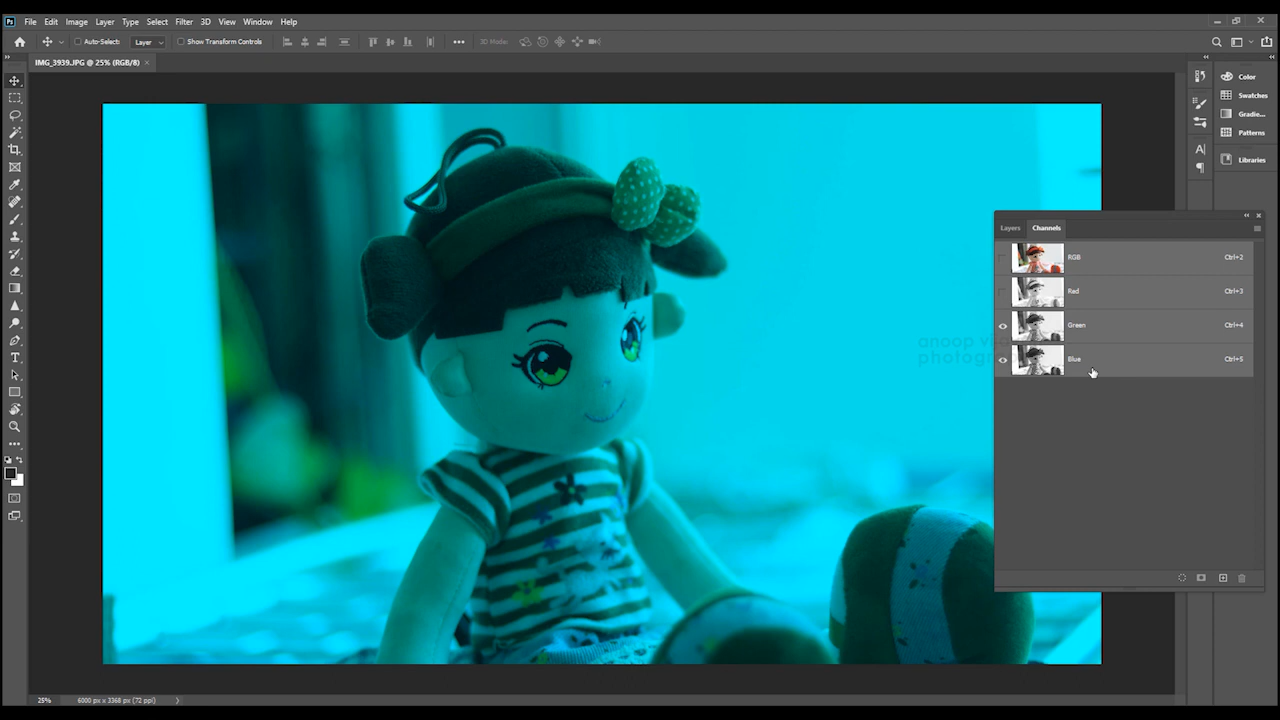 Ps File Edit Image Layer Type Select Filter 3D View Window Help
Auto-Select: Layer Show Transform Controls 3D Mode:
IMG_3939.JPG @ 25% (RGB/8)
Color
Swatches
Gradie...
Patterns
Libraries
Layers Channels
RGB Ctrl+2
Red Ctrl+3
Green Ctrl+4
Blue Ctrl+5
anoop
photogr
25% 6000 px x 3368 px (72 ppi)